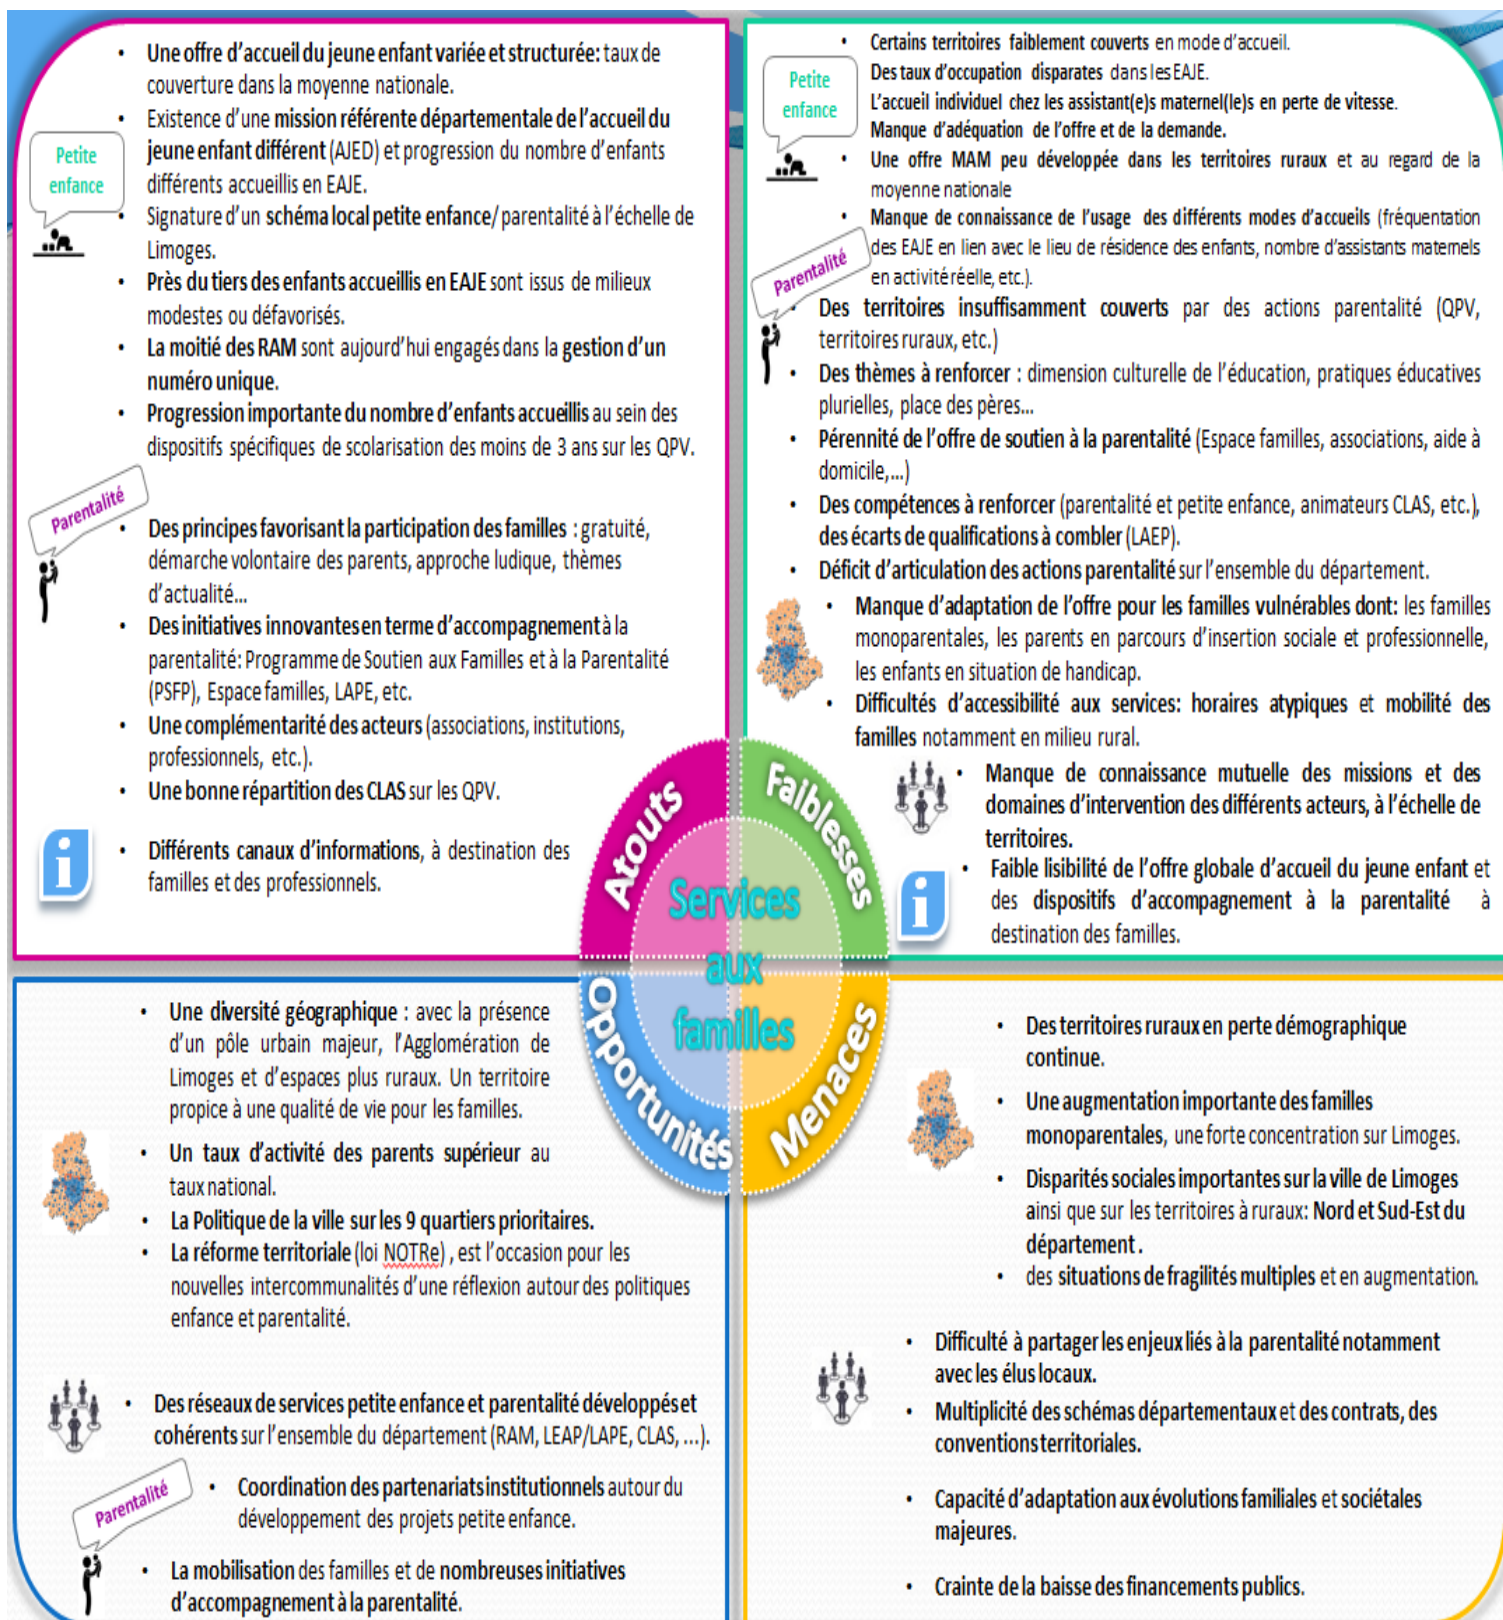 Petite
enfance
• Une offre d’accueil du jeune enfant variée et structurée: taux de
couverture dans la moyenne nationale.
• Existence d’une mission référente départementale de l’accueil du
jeune enfant différent (AJED) et progression du nombre d’enfants
différents accueillis en EAJE.
• Signature d’un schéma local petite enfance/ parentalité à l’échelle de
Limoges.
• Près du tiers des enfants accueillis en EAJE sont issus de milieux
modestes ou défavorisés.
• La moitié des RAM sont aujourd’hui engagés dans la gestion d’un
numéro unique.
• Progression importante du nombre d’enfants accueillis au sein des
dispositifs spécifiques de scolarisation des moins de 3 ans sur les QPV.
Parentalité
• Des principes favorisant la participation des familles : gratuité,
démarche volontaire des parents, approche ludique, thèmes
d’actualité...
• Des initiatives innovantes en terme d’accompagnement à la
parentalité: Programme de Soutien aux Familles et à la Parentalité
(PSFP), Espace familles, LAPE, etc.
• Une complémentarité des acteurs (associations, institutions,
professionnels, etc.).
• Une bonne répartition des CLAS sur les QPV.
i
• Différents canaux d’informations, à destination des
familles et des professionnels.
Petite
enfance
• Certains territoires faiblement couverts en mode d’accueil.
Des taux d’occupation disparates dans les EAJE.
L’accueil individuel chez les assistant(e)s maternel(le)s en perte de vitesse.
Manque d’adéquation de l’offre et de la demande.
• Une offre MAM peu développée dans les territoires ruraux et au regard de la
moyenne nationale
• Manque de connaissance de l’usage des différents modes d’accueils (fréquentation
des EAJE en lien avec le lieu de résidence des enfants, nombre d’assistants maternels
en activité réelle, etc.).
Parentalité
• Des territoires insuffisamment couverts par des actions parentalité (QPV,
territoires ruraux, etc.)
• Des thèmes à renforcer : dimension culturelle de l’éducation, pratiques éducatives
plurielles, place des pères...
• Pérennité de l’offre de soutien à la parentalité (Espace familles, associations, aide à
domicile,...)
• Des compétences à renforcer (parentalité et petite enfance, animateurs CLAS, etc.),
des écarts de qualifications à combler (LAEP).
• Déficit d’articulation des actions parentalité sur l’ensemble du département.
• Manque d’adaptation de l’offre pour les familles vulnérables dont: les familles
monoparentales, les parents en parcours d’insertion sociale et professionnelle,
les enfants en situation de handicap.
• Difficultés d’accessibilité aux services: horaires atypiques et mobilité des
familles notamment en milieu rural.
• Manque de connaissance mutuelle des missions et des
domaines d’intervention des différents acteurs, à l’échelle de
territoires.
i
• Faible lisibilité de l’offre globale d’accueil du jeune enfant et
des dispositifs d’accompagnement à la parentalité à
destination des familles.
Atouts
Faiblesses
Services
aux
familles
Opportunités
Menaces
• Une diversité géographique : avec la présence
d’un pôle urbain majeur, l’Agglomération de
Limoges et d’espaces plus ruraux. Un territoire
propice à une qualité de vie pour les familles.
• Un taux d’activité des parents supérieur au
taux national.
• La Politique de la ville sur les 9 quartiers prioritaires.
• La réforme territoriale (loi NOTRe) , est l’occasion pour les
nouvelles intercommunalités d’une réflexion autour des politiques
enfance et parentalité.
• Des réseaux de services petite enfance et parentalité développés et
cohérents sur l’ensemble du département (RAM, LEAP/LAPE, CLAS, ...).
Parentalité
• Coordination des partenariats institutionnels autour du
développement des projets petite enfance.
• La mobilisation des familles et de nombreuses initiatives
d’accompagnement à la parentalité.
• Des territoires ruraux en perte démographique
continue.
• Une augmentation importante des familles
monoparentales, une forte concentration sur Limoges.
• Disparités sociales importantes sur la ville de Limoges
ainsi que sur les territoires à ruraux: Nord et Sud-Est du
département .
• des situations de fragilités multiples et en augmentation.
• Difficulté à partager les enjeux liés à la parentalité notamment
avec les élus locaux.
• Multiplicité des schémas départementaux et des contrats, des
conventions territoriales.
• Capacité d’adaptation aux évolutions familiales et sociétales
majeures.
• Crainte de la baisse des financements publics.